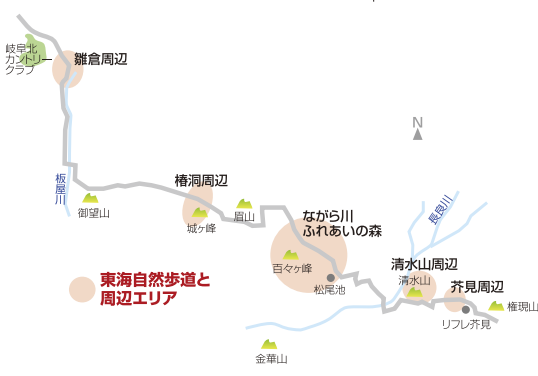 岐阜北
カントリー
クラブ
雛倉周辺
N
板屋川
御望山
椿洞周辺
城ヶ峰
眉山
ながら川
ふれあいの森
百々ヶ峰
松尾池
長良川
清水山周辺
清水山
芥見周辺
権現山
リフレ芥見
東海自然歩道と
周辺エリア
金華山